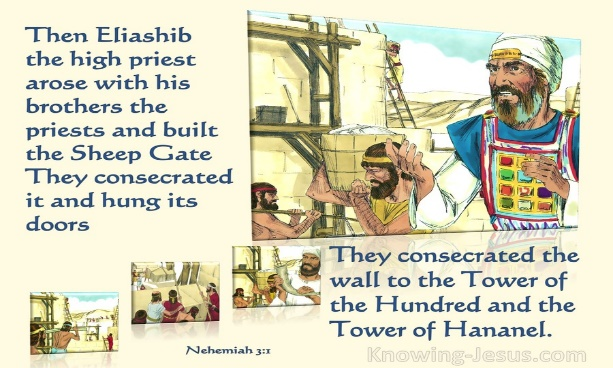 Then Eliashib
the high priest
arose with his
brothers the
priests and built
the Sheep Gate
They consecrated
it and hung its
doors
They consecrated the
wall to the Tower of
the Hundred and the
Tower of Hananel.
Nehemiah 3:1
Knowing-Jesus.com